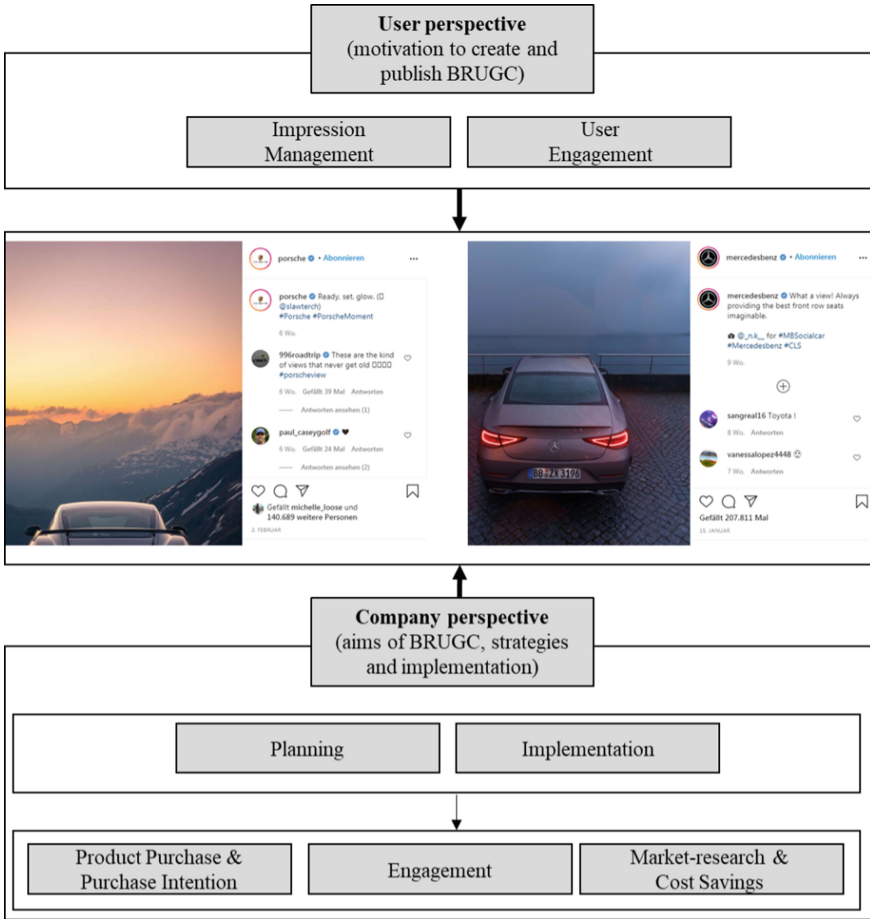 User perspective
(motivation to create and
publish BRUGC)
Impression
Management
User
Engagement
porsche • Abonnieren
porsche Ready, set, glow. (
@slawterch)
#Porsche #PorscheMoment
6 Wo.
996roadtrip These are the kind
of views that never get old
#porscheview
6 Wo. Gefällt 39 Mal Antworten
Antworten ansehen (1)
paul_caseygolf
6 Wo. Gefällt 24 Mal Antworten
Antworten ansehen (2)
Gefällt michelle_loose und
140.689 weitere Personen
2. FEBRUAR
BB:ZK 3196
mercedesbenz • Abonnieren
mercedesbenz What a view! Always
providing the best front row seats
imaginable.
@_n.k__ for #MBSocialcar
#Mercedesbenz #CLS
9 Wo.
sangreal16 Toyota !
8 Wo. Antworten
vanessalopez4448
7 Wo. Antworten
Gefällt 207.811 Mal
15. JANUAR
Company perspective
(aims of BRUGC, strategies
and implementation)
Planning
Implementation
Product Purchase &
Purchase Intention
Engagement
Market-research &
Cost Savings